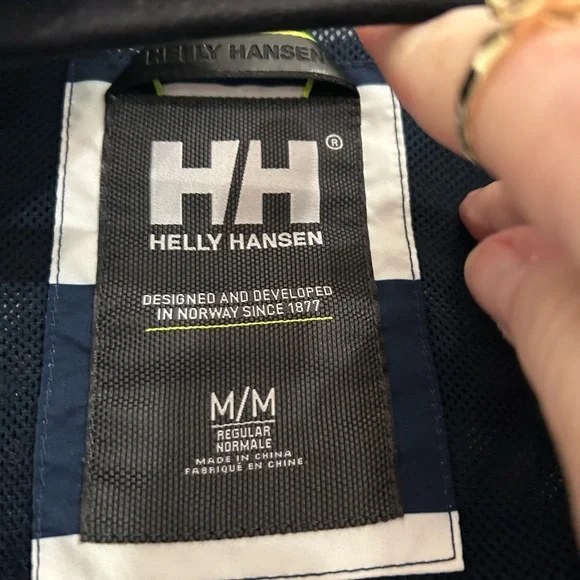 HELLY HANSEN
HH®
HELLY HANSEN
DESIGNED AND DEVELOPED
IN NORWAY SINCE 1877
M/M
REGULAR
NORMALE
MADE IN CHINA
FABRIQUÉ EN CHINE